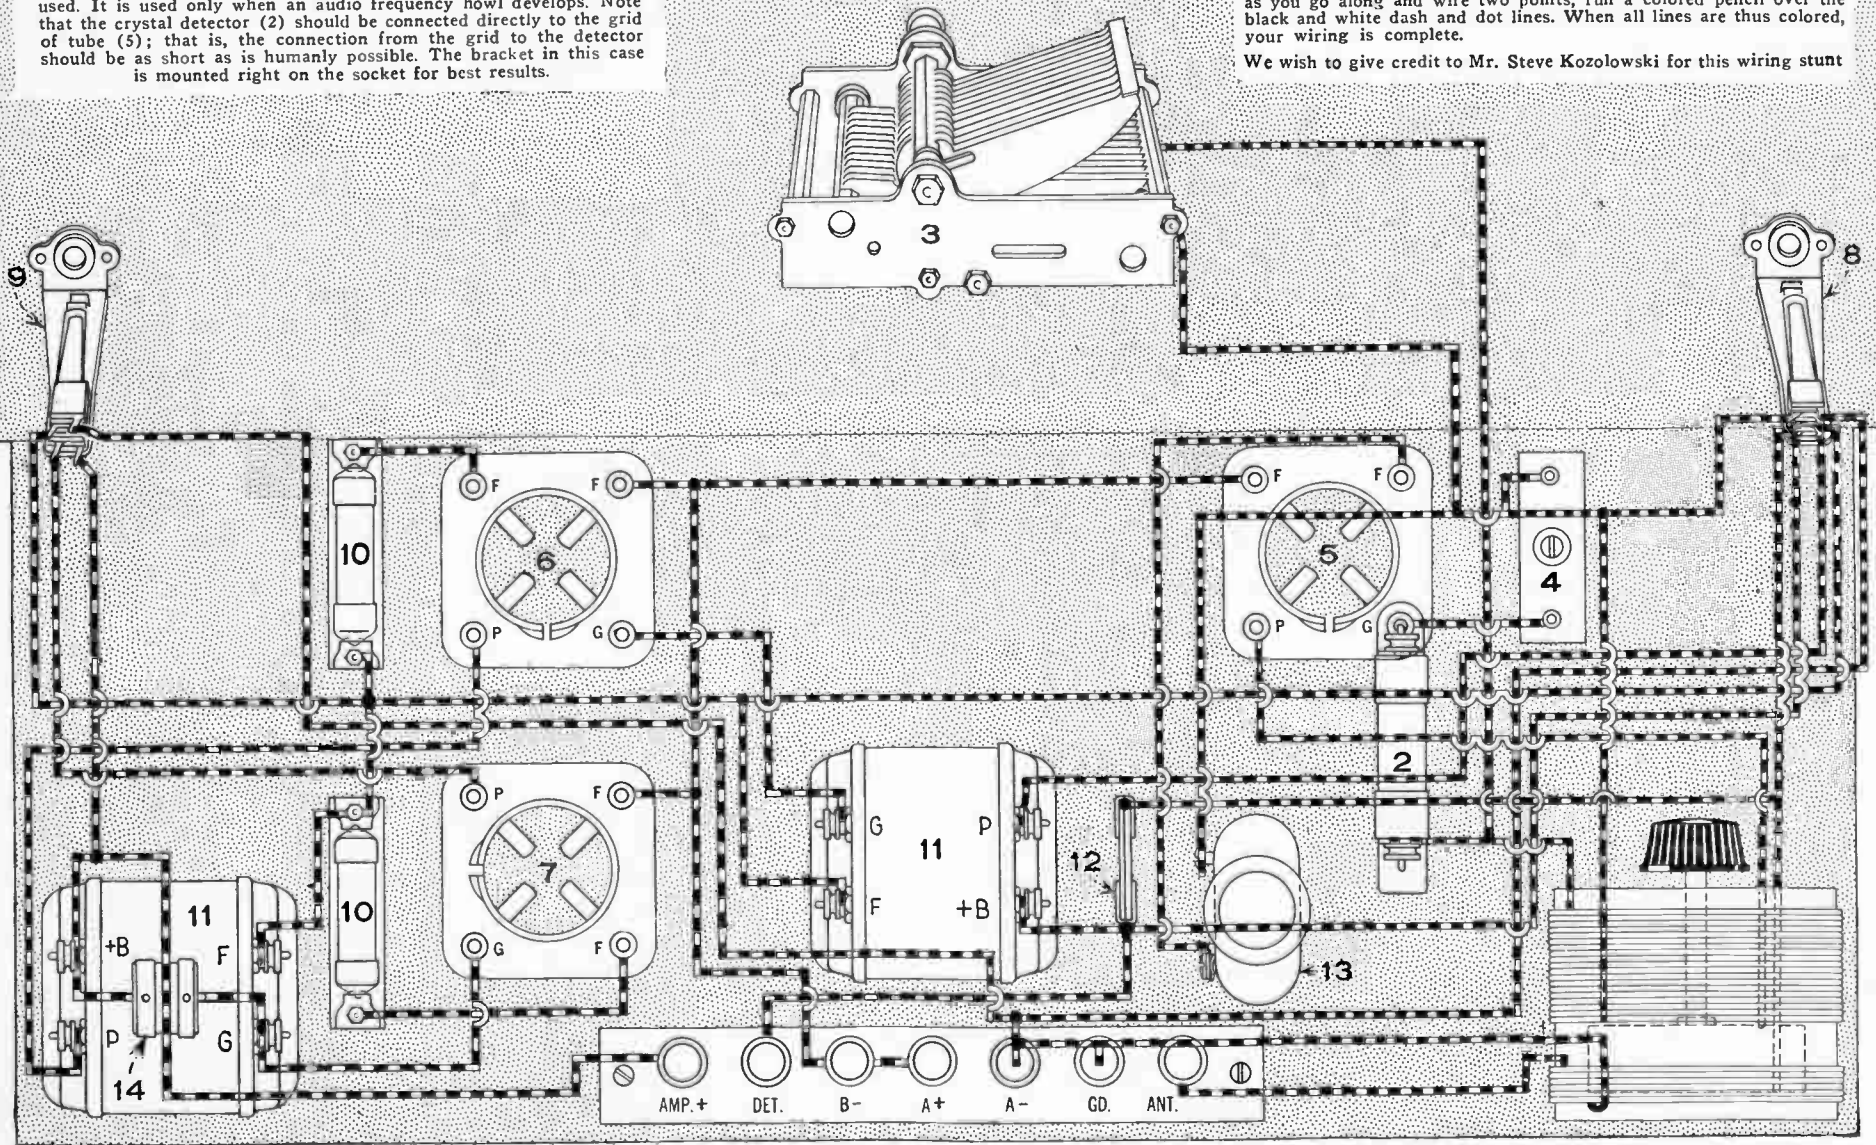 used. It is used only when an audio frequency howl develops. Note
that the crystal detector (2) should be connected directly to the grid
of tube (5); that is, the connection from the grid to the detector
should be as short as is humanly possible. The bracket in this case
is mounted right on the socket for best results.
as you go along and wire two points, run a colored pencil over the
black and white dash and dot lines. When all lines are thus colored,
your wiring is complete.
We wish to give credit to Mr. Steve Kozolowski for this wiring stunt
C
3
C C
9
8
C
10
C
F F
6
P G
F F
5
P G
4
2
P F
7
G F
C
10
C
G P
11
F +B
12
13
11
+B F
P G
14
AMP.+ DET. B- A+ A- GD. ANT.